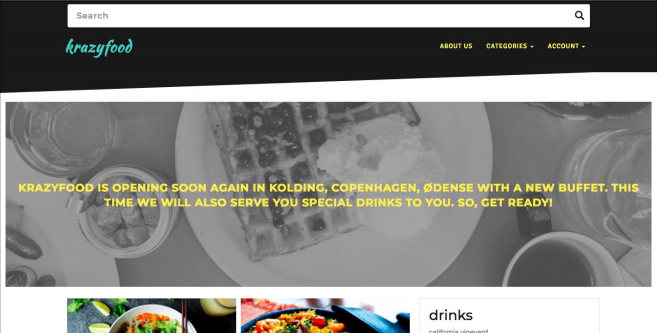 Search
krazyfood
ABOUT US CATEGORIES ACCOUNT
KRAZYFOOD IS OPENING SOON AGAIN IN KOLDING, COPENHAGEN, ØDENSE WITH A NEW BUFFET. THIS
TIME WE WILL ALSO SERVE YOU SPECIAL DRINKS TO YOU. SO, GET READY!
drinks
california vineyard